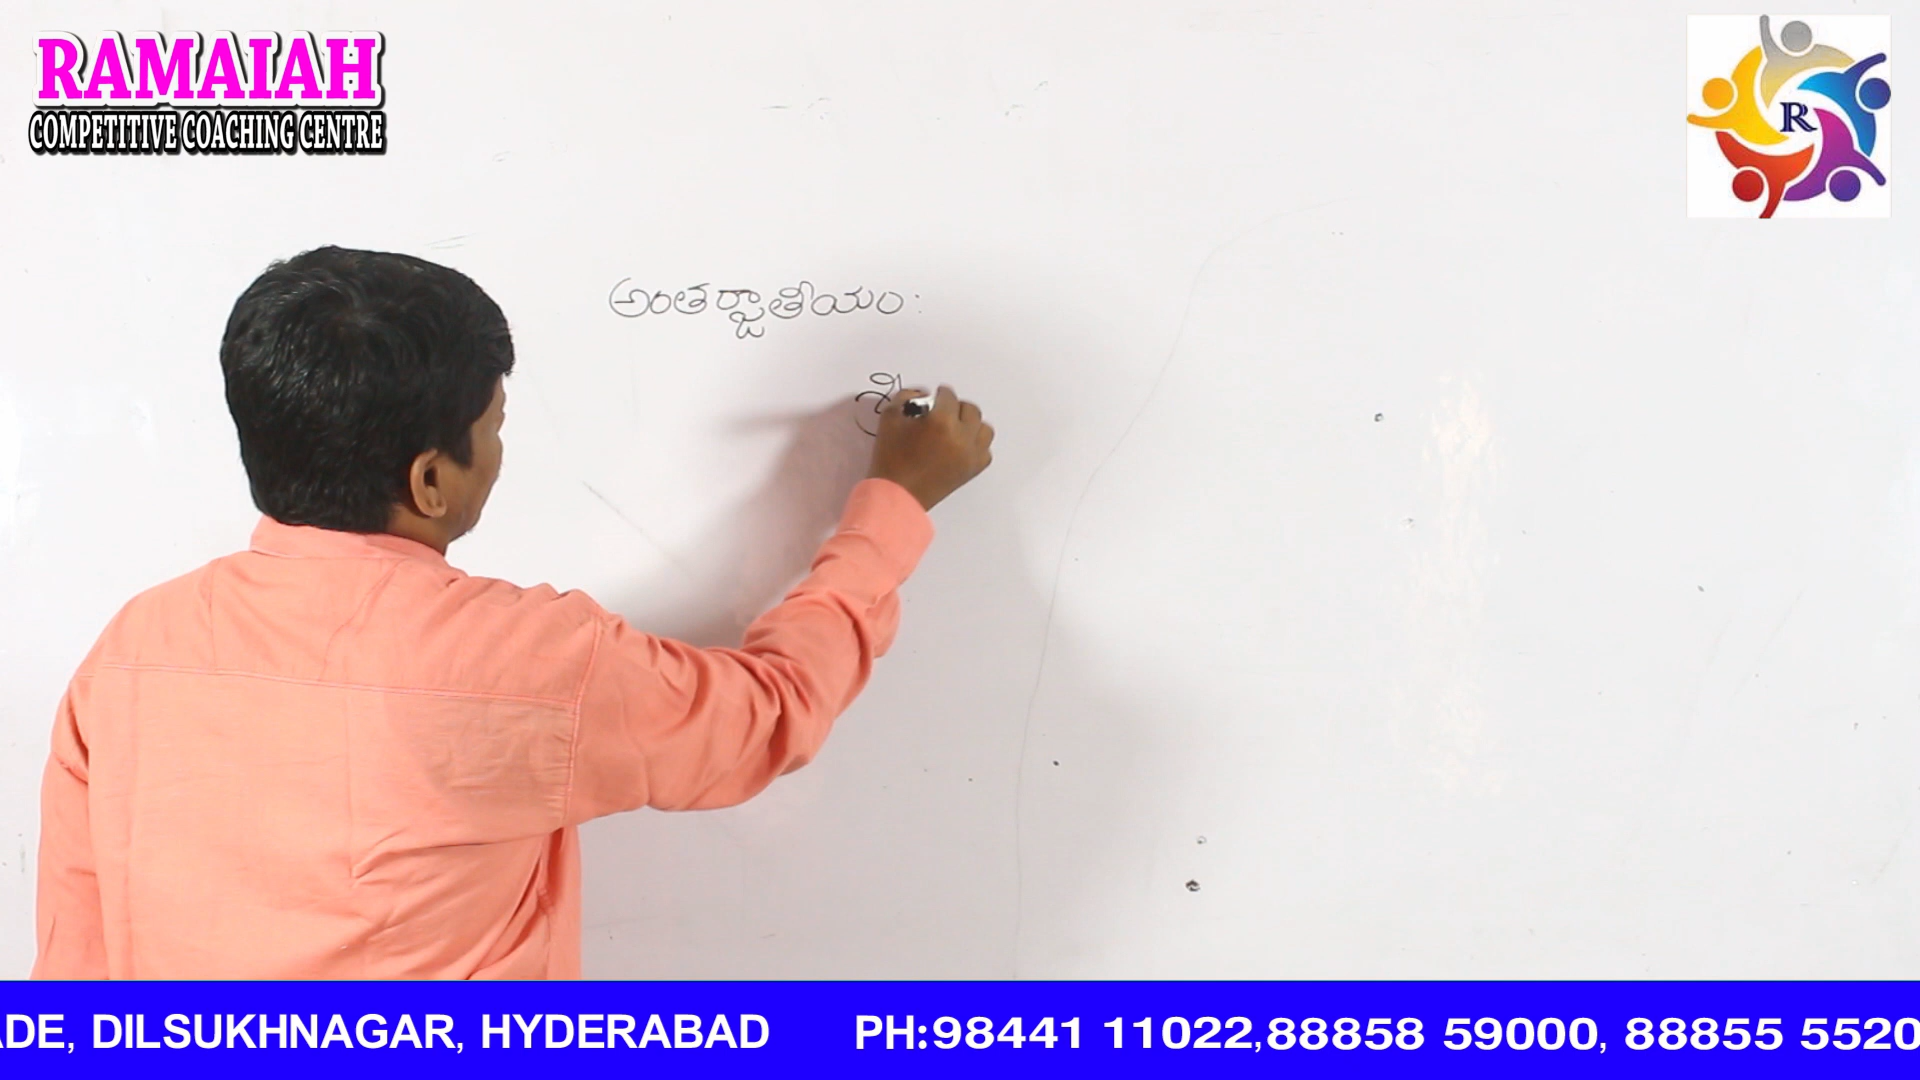 RAMAIAH
COMPETITIVE COACHING CENTRE
R
అంతర్జాతీయం:
ADE, DILSUKHNAGAR, HYDERABAD PH:98441 11022,88858 59000, 88855 5520